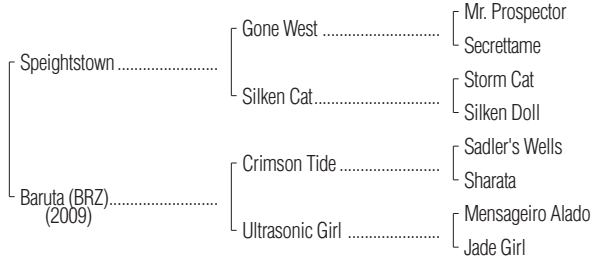 Mr. Prospector
Gone West ........................
Secrettame
Speightstown ....................
Storm Cat
Silken Cat.........................
Silken Doll
Sadler's Wells
Crimson Tide ....................
Sharata
Baruta (BRZ)......................
(2009)
Mensageiro Alado
Ultrasonic Girl ...................
Jade Girl